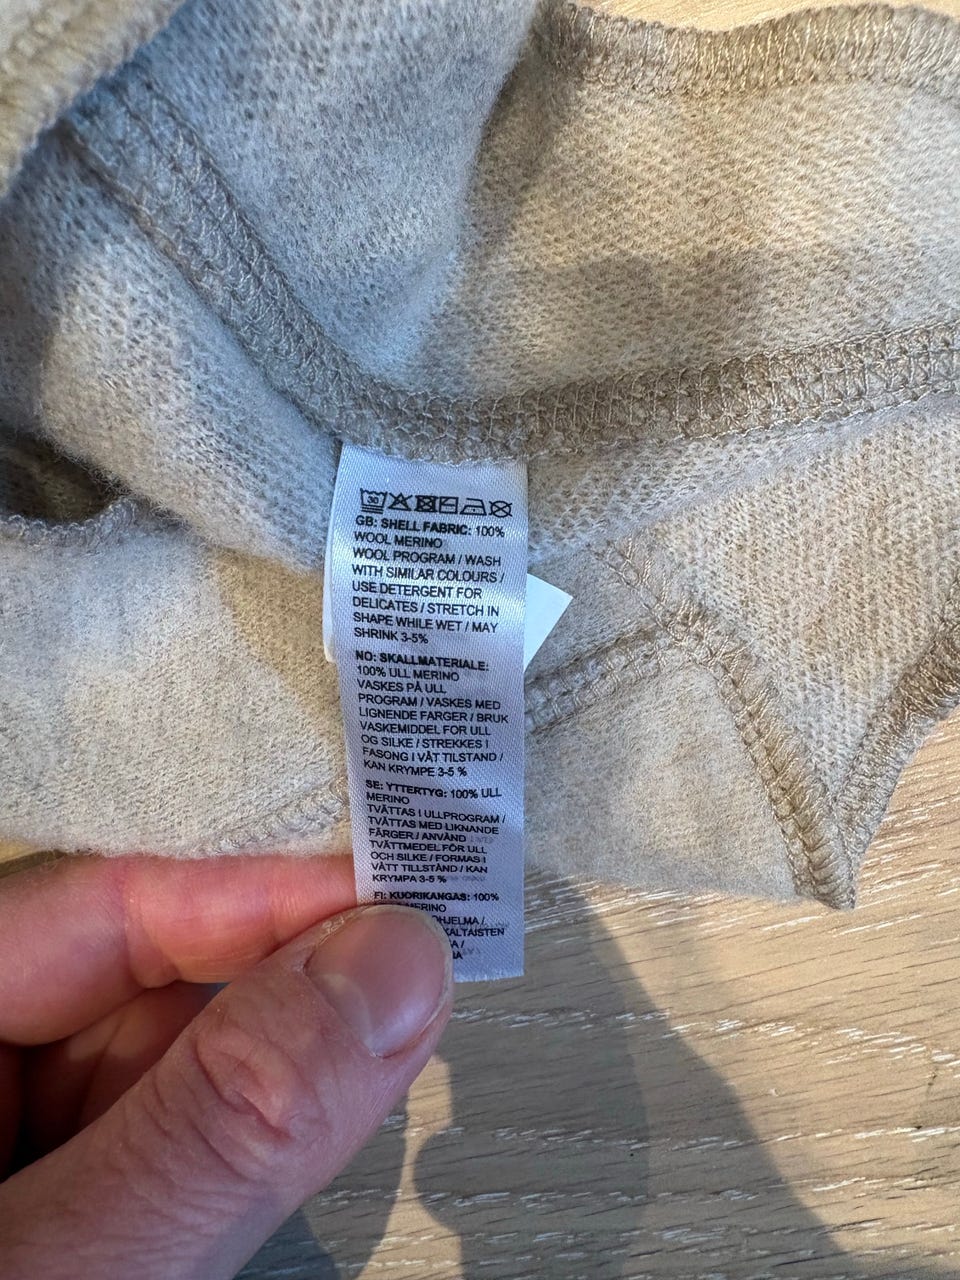 30
GB: SHELL FABRIC: 100%
WOOL MERINO
WOOL PROGRAM / WASH
WITH SIMILAR COLOURS /
USE DETERGENT FOR
DELICATES / STRETCH IN
SHAPE WHILE WET / MAY
SHRINK 3-5%
NO: SKALLMATERIALE:
100% ULL MERINO
VASKES PÅ ULL
PROGRAM / VASKES MED
LIGNENDE FARGER / BRUK
VASKEMIDDEL FOR ULL
OG SILKE / STREKKES I
FASONG I VÅT TILSTAND /
KAN KRYMPE 3-5 %
SE: YTTERTYG: 100% ULL
MERINO
TVÄTTAS I ULLPROGRAM /
TVÄTTAS MED LIKNANDE
FÄRGER / ANVÄND
TVÄTTMEDEL FÖR ULL
OCH SILKE / FORMAS I
VÅTT TILLSTÅND / KAN
KRYMPA 3-5 %
FI: KUORIKANGAS: 100%
MERINO
OHJELMA /
KALTAISTEN